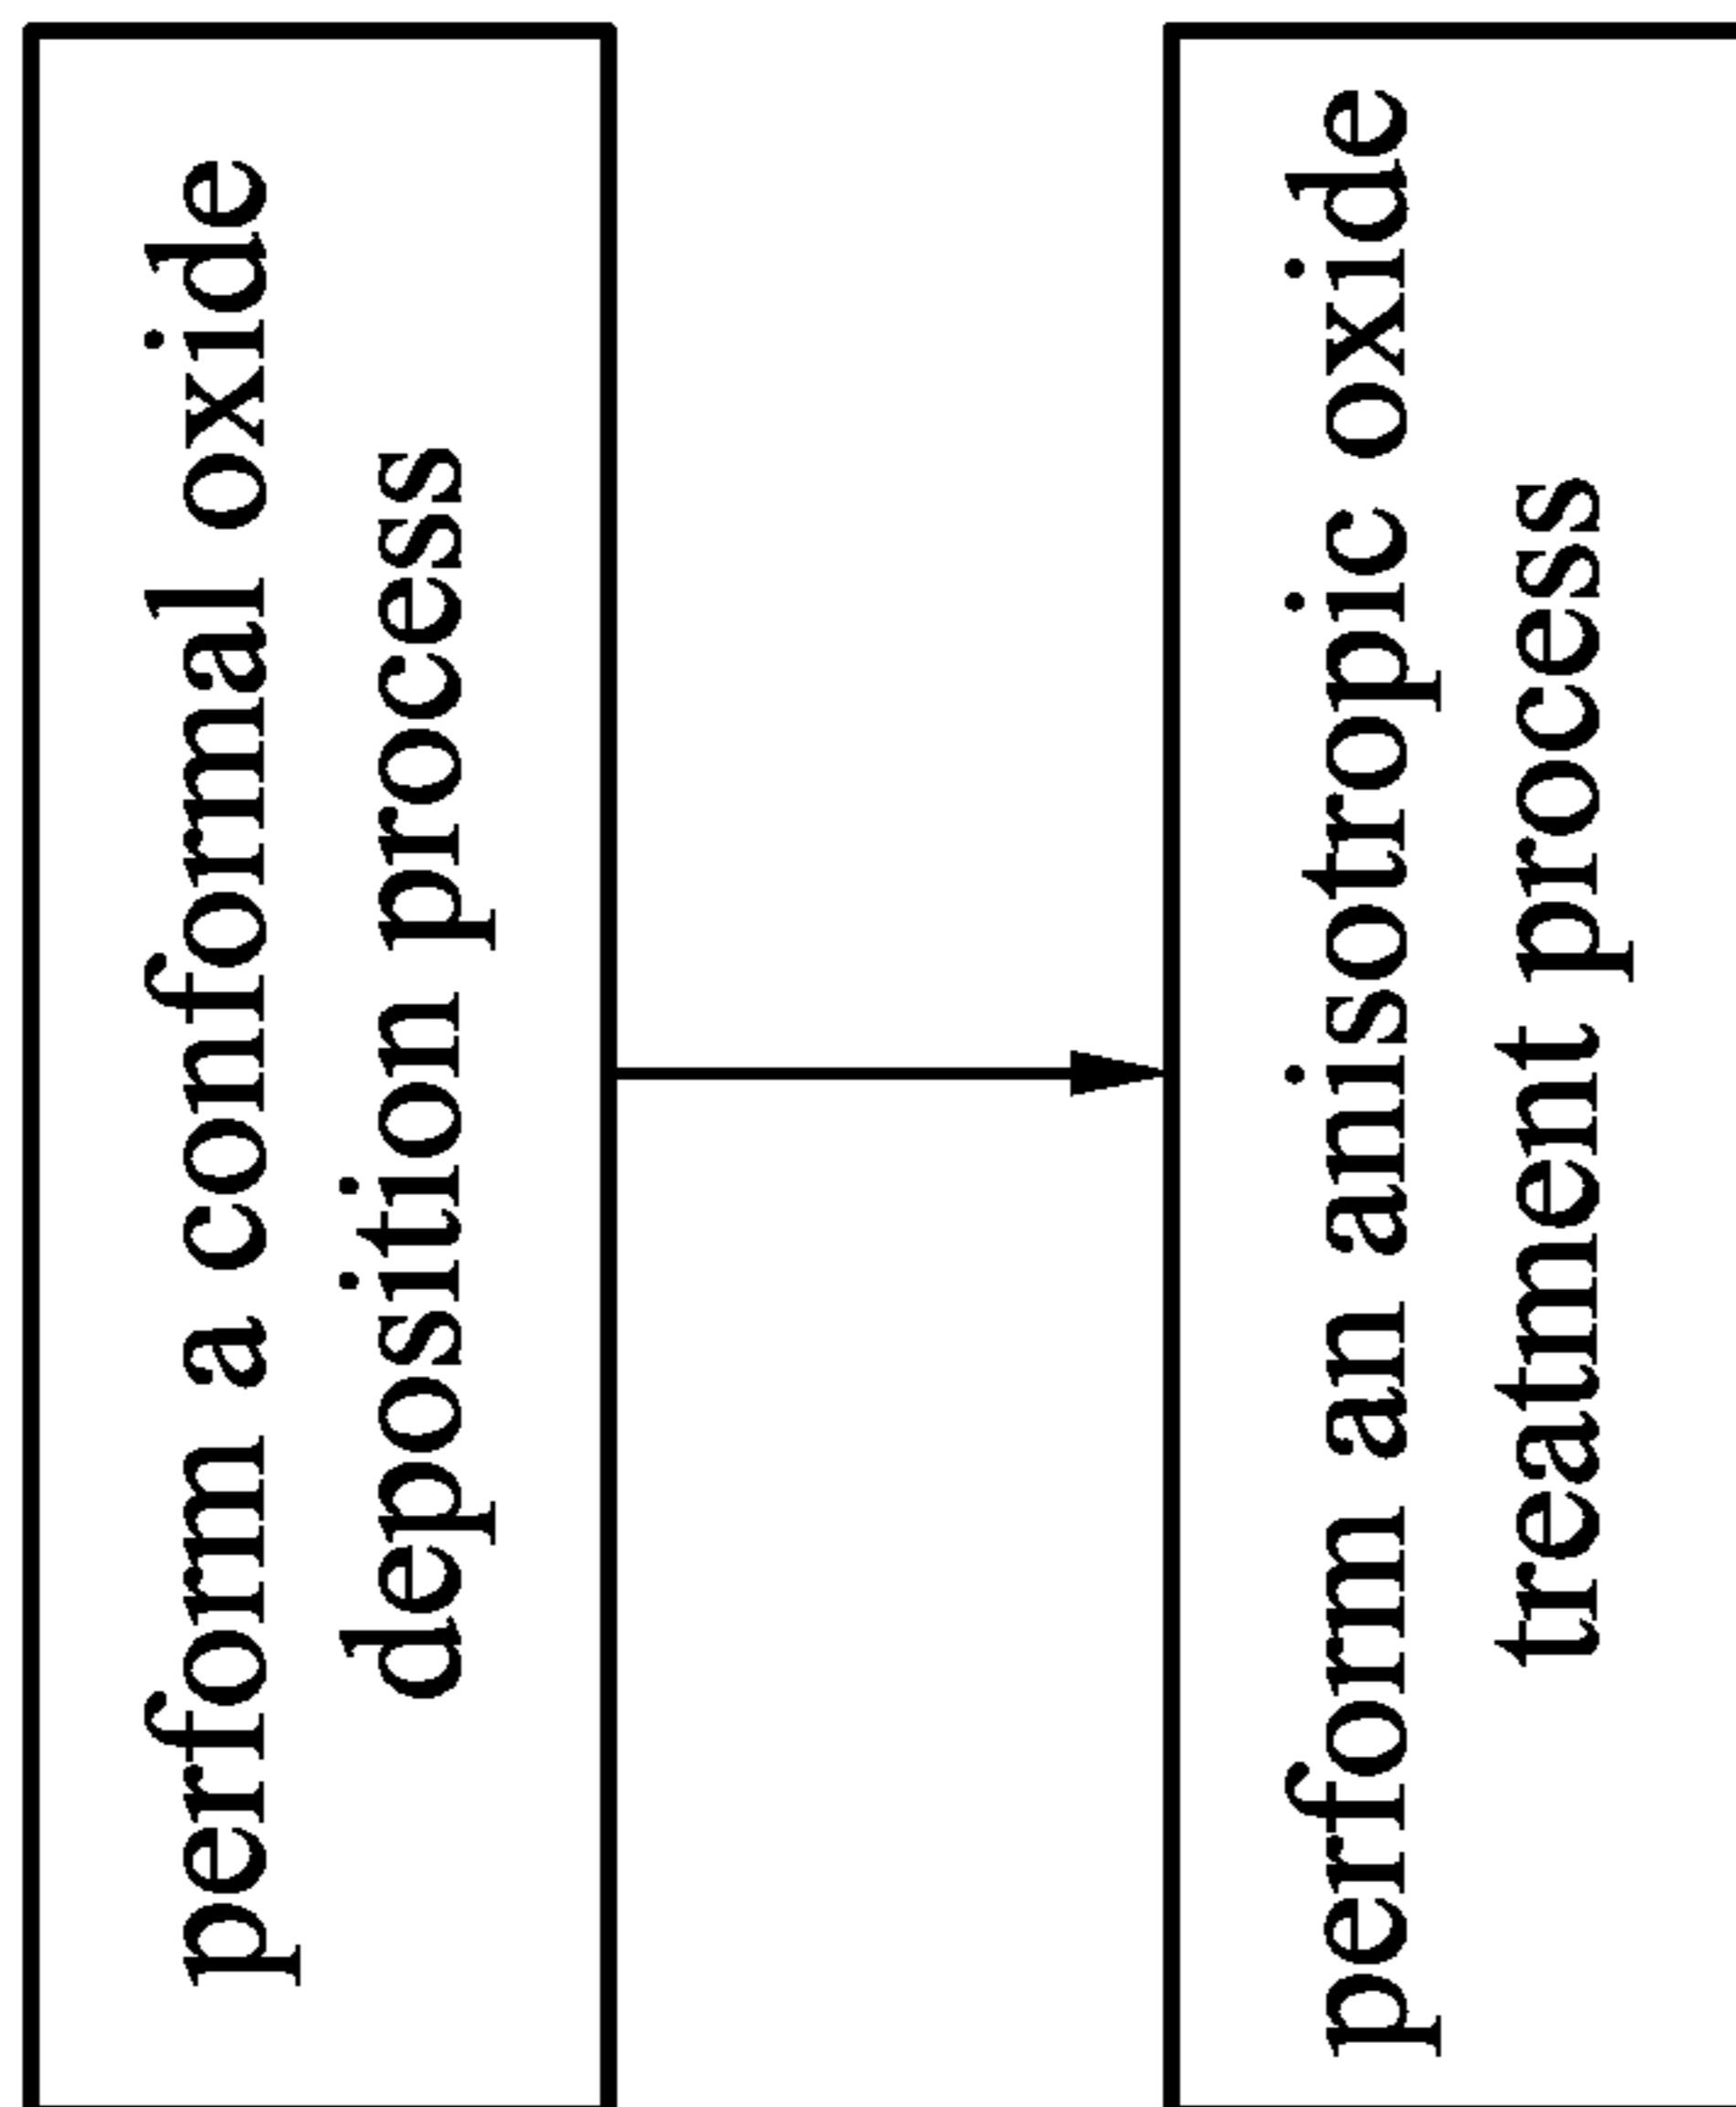 perform a conformal oxide
deposition process
perform an anisotropic oxide
treatment process